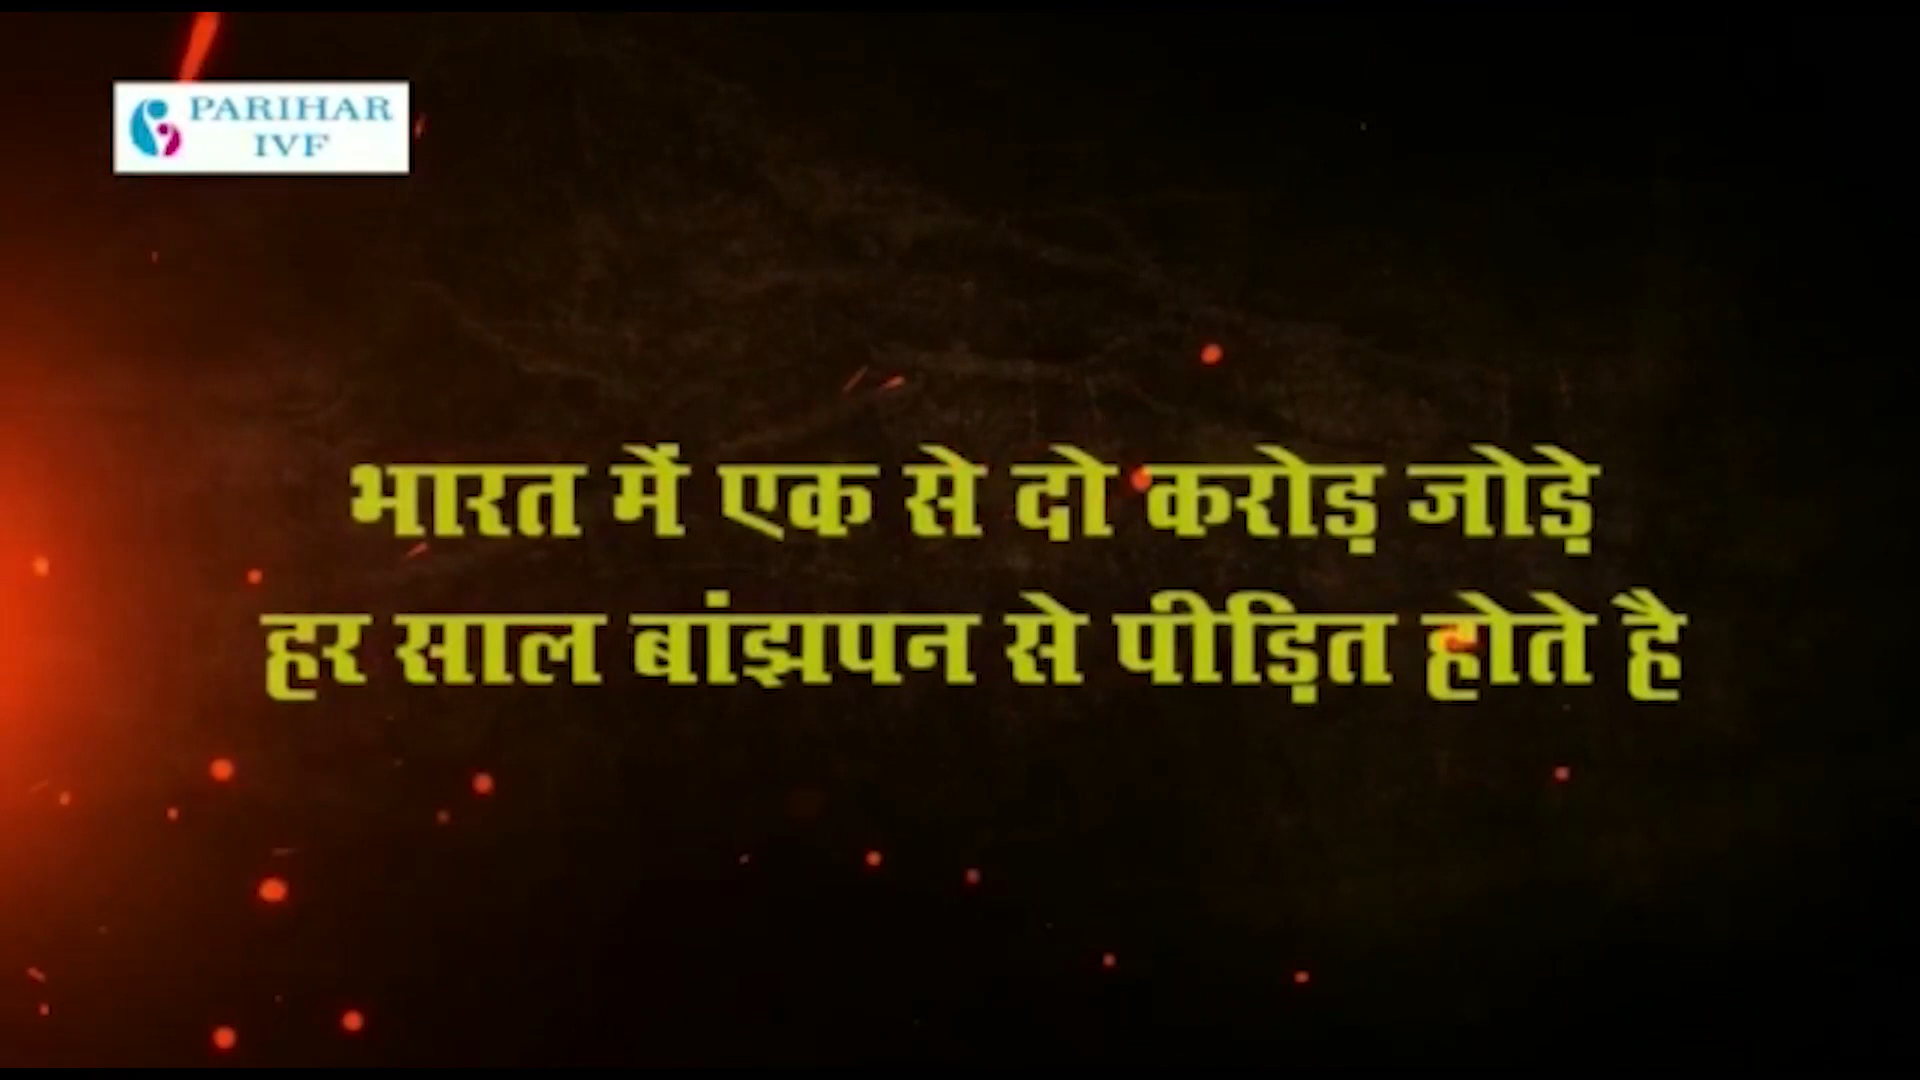 PARIHAR
IVF
भारत में एक से दो करोड़ जोड़े
हर साल बांझपन से पीड़ित होते है